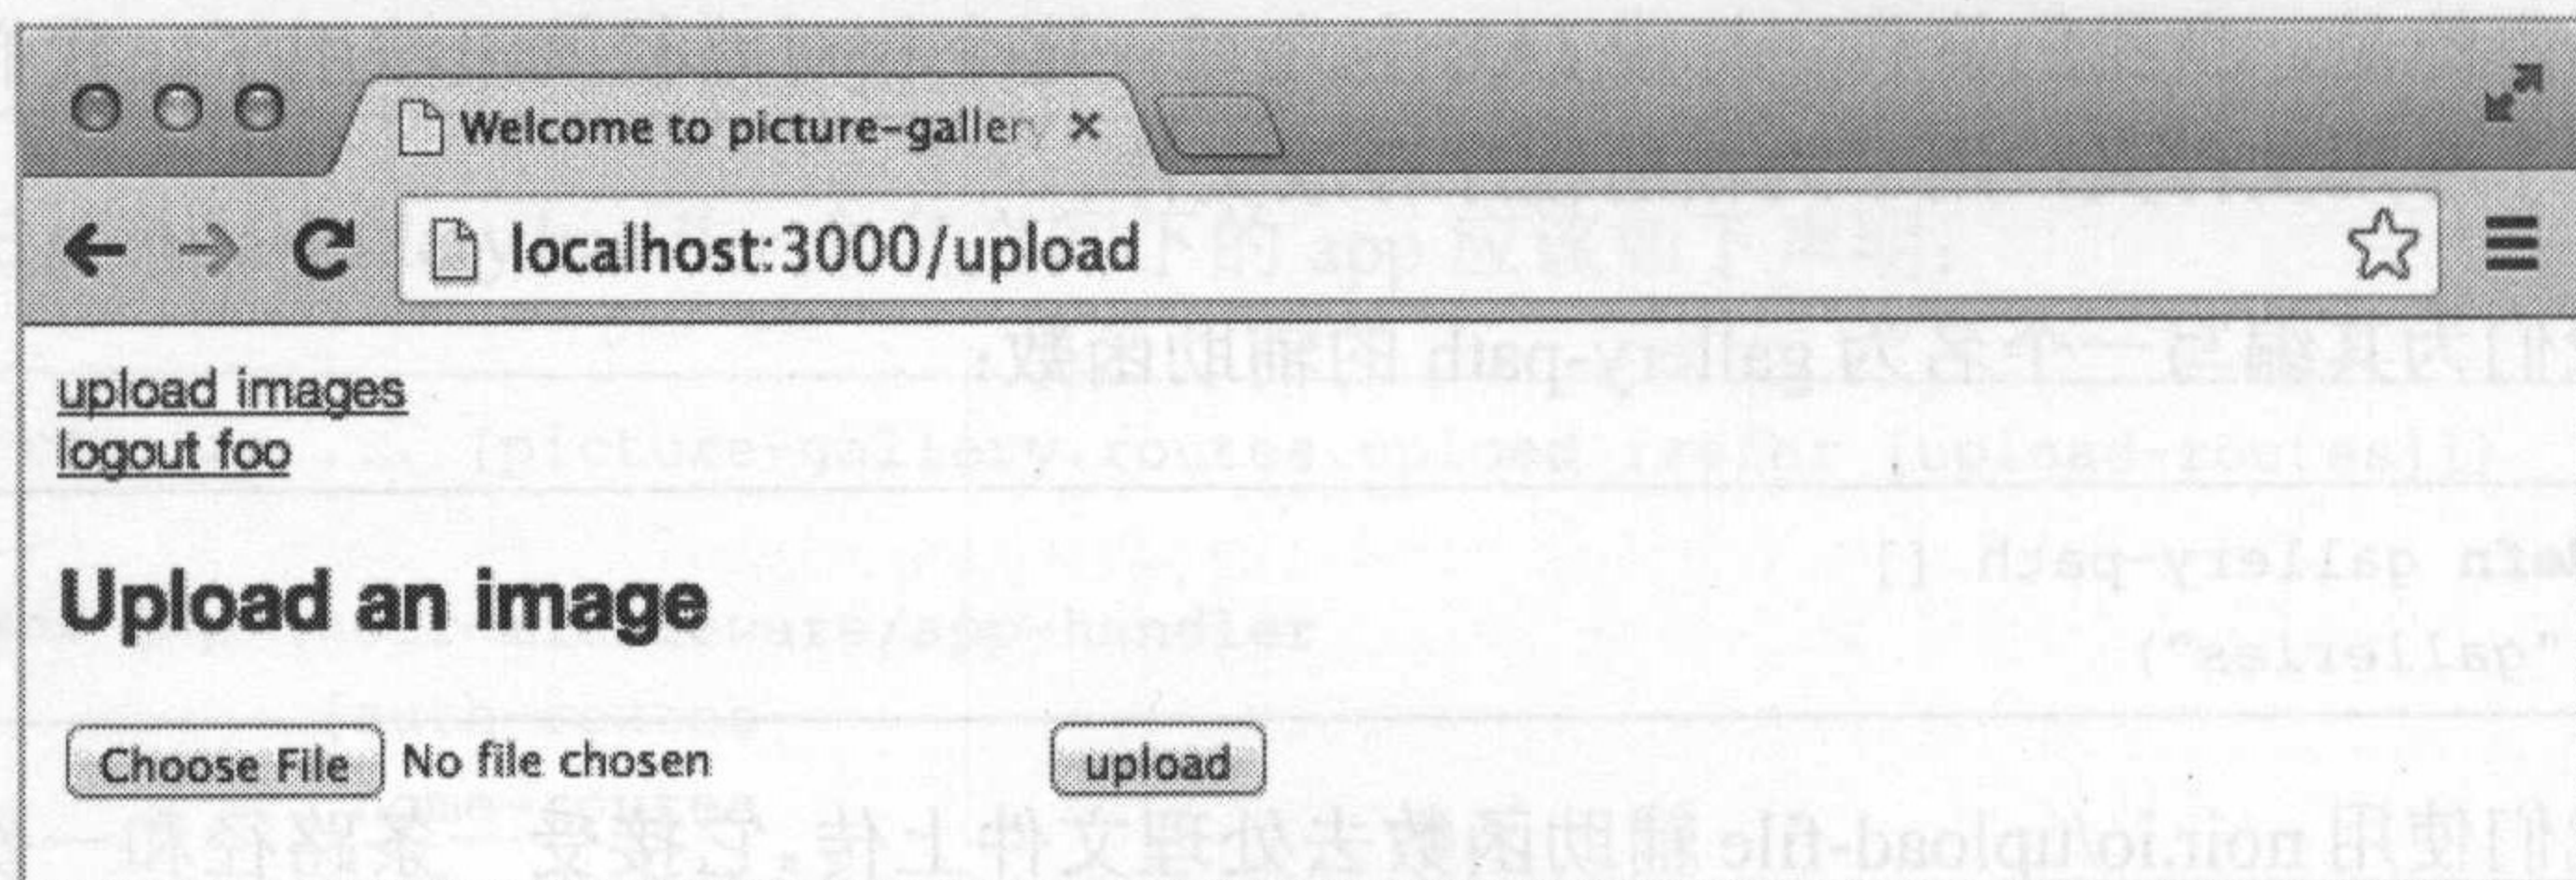 Welcome to picture-gallery
localhost:3000/upload
upload images
logout foo
Upload an image
Choose File No file chosen upload